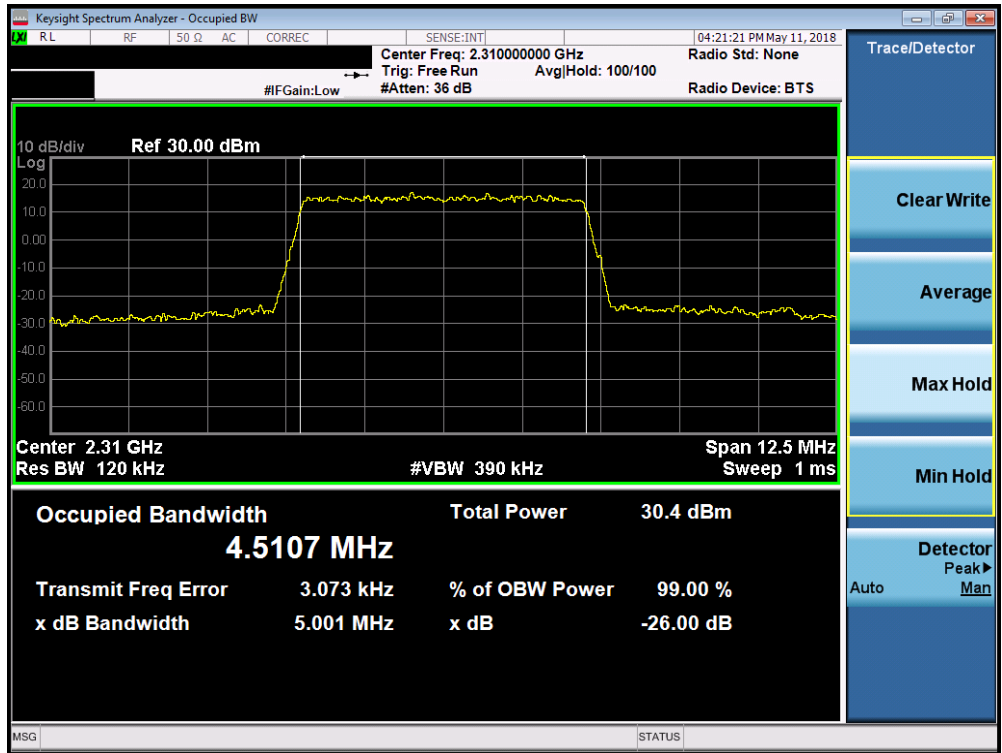 Keysight Spectrum Analyzer - Occupied BW
LXI RL RF 50 Ω AC CORREC SENSE:INT 04:21:21 PM May 11, 2018
Center Freq: 2.310000000 GHz Radio Std: None
Trig: Free Run Avg|Hold: 100/100
#IFGain:Low #Atten: 36 dB Radio Device: BTS
10 dB/div Ref 30.00 dBm
Log
20.0
10.0
0.00
-10.0
-20.0
-30.0
-40.0
-50.0
-60.0
Center 2.31 GHz Span 12.5 MHz
Res BW 120 kHz #VBW 390 kHz Sweep 1 ms
Occupied Bandwidth Total Power 30.4 dBm
4.5107 MHz
Transmit Freq Error 3.073 kHz % of OBW Power 99.00 %
x dB Bandwidth 5.001 MHz x dB -26.00 dB
MSG STATUS
Trace/Detector
Clear Write
Average
Max Hold
Min Hold
Detector
Peak▶
Auto Man